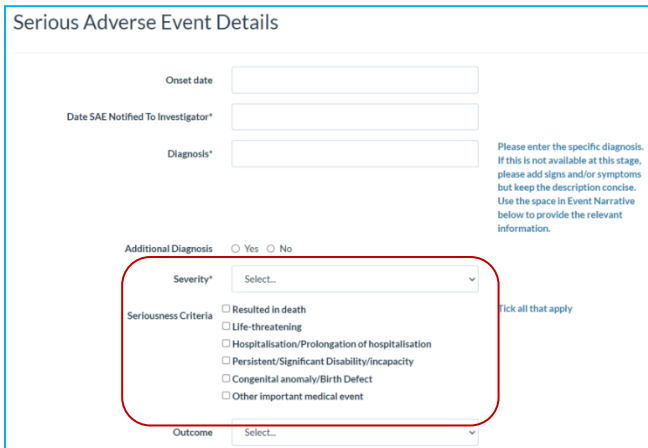 Serious Adverse Event Details
Onset date
Date SAE Notified To Investigator*
Diagnosis*
Please enter the specific diagnosis.
If this is not available at this stage,
please add signs and/or symptoms
but keep the description concise.
Use the space in Event Narrative
below to provide the relevant
information.
Additional Diagnosis Yes No
Severity* Select...
Seriousness Criteria Resulted in death Tick all that apply
Life-threatening
Hospitalisation/Prolongation of hospitalisation
Persistent/Significant Disability/incapacity
Congenital anomaly/Birth Defect
Other important medical event
Outcome Select...